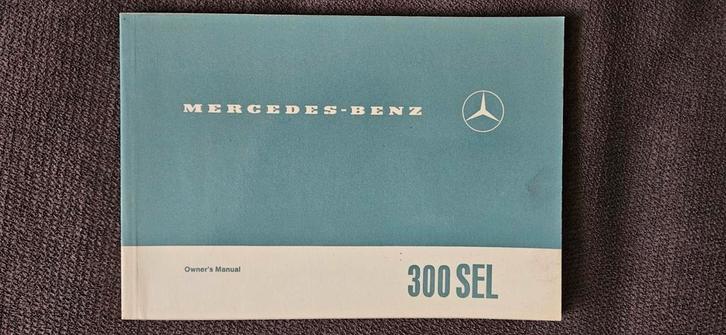 MERCEDES-BENZ
Owner's Manual
300 SEL